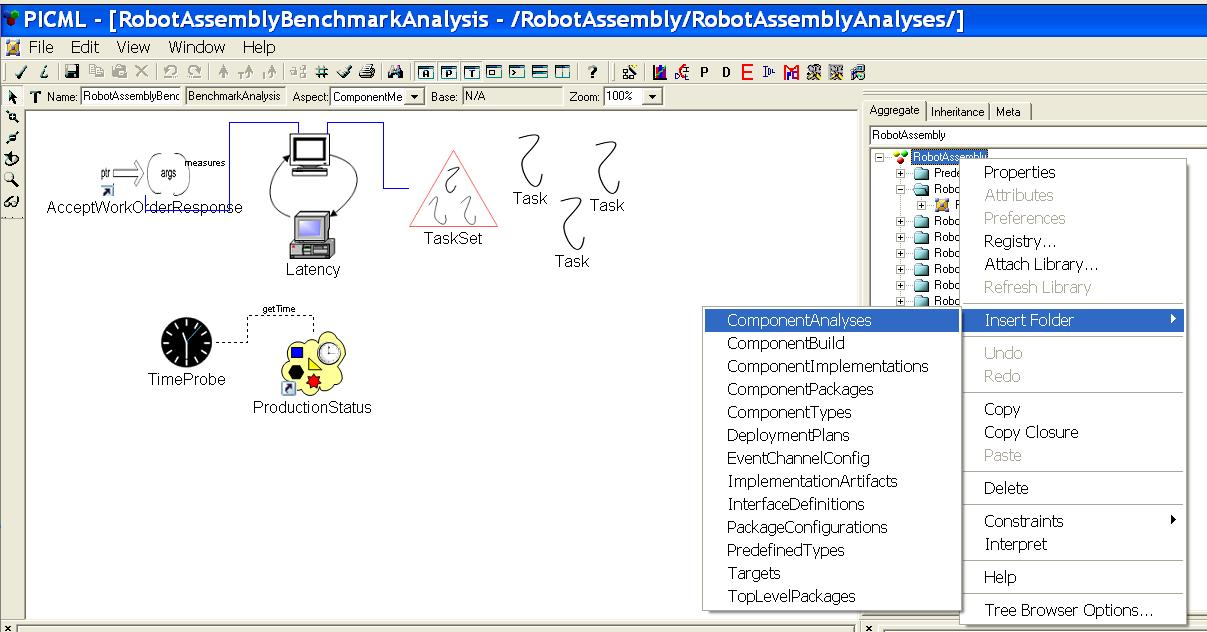 PICML - [RobotAssemblyBenchmarkAnalysis - /RobotAssembly/RobotAssemblyAnalyses/]
File Edit View Window Help
Name: RobotAssemblyBenc BenchmarkAnalysis Aspect: ComponentMe Base: N/A Zoom: 100%
Aggregate Inheritance Meta
RobotAssembly
RobotAssembly
Prede
Robo
Robo
Robo
Robo
Robo
Robo
Robo
ptr args measures
AcceptWorkOrderResponse
Latency
TaskSet
Task
Task
Task
getTime
TimeProbe
ProductionStatus
Properties
Attributes
Preferences
Registry...
Attach Library...
Refresh Library
Insert Folder
Undo
Redo
Copy
Copy Closure
Paste
Delete
Constraints
Interpret
Help
Tree Browser Options...
ComponentAnalyses
ComponentBuild
ComponentImplementations
ComponentPackages
ComponentTypes
DeploymentPlans
EventChannelConfig
ImplementationArtifacts
InterfaceDefinitions
PackageConfigurations
PredefinedTypes
Targets
TopLevelPackages